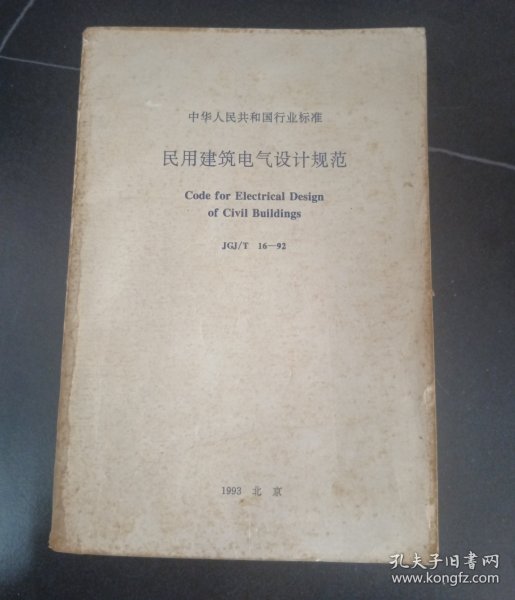 中华人民共和国行业标准
民用建筑电气设计规范
Code for Electrical Design
of Civil Buildings
JGJ/T 16—92
1993 北 京
孔夫子旧书网
www.kongfz.com